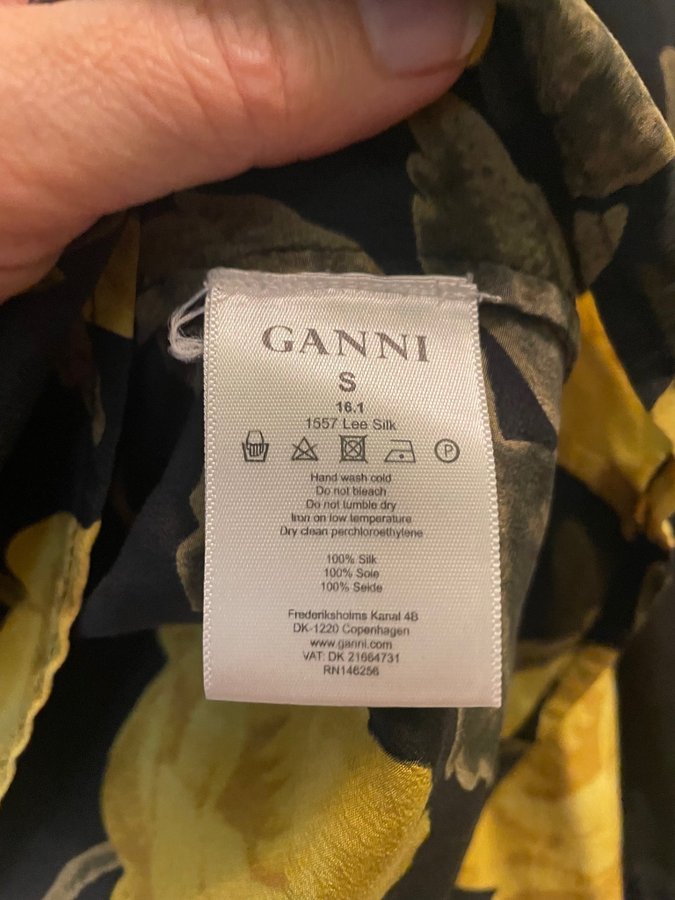 GANNI
S
16.1
1557 Lee Silk
P
Hand wash cold
Do not bleach
Do not tumble dry
Iron on low temperature
Dry clean perchloroethylene
100% Silk
100% Soie
100% Seide
Frederiksholms Kanal 4B
DK-1220 Copenhagen
www.ganni.com
VAT: DK 21664731
RN146256